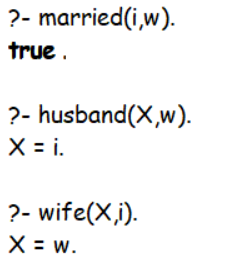 ?- married(i,w).
true .
?- husband(X,w).
X = i.
?- wife(X,i).
X = w.